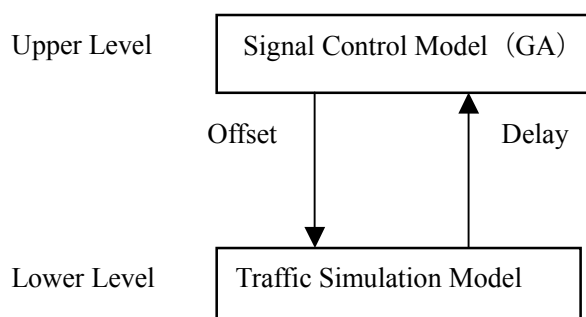 Upper Level
Signal Control Model（GA）
Offset
Delay
Lower Level
Traffic Simulation Model